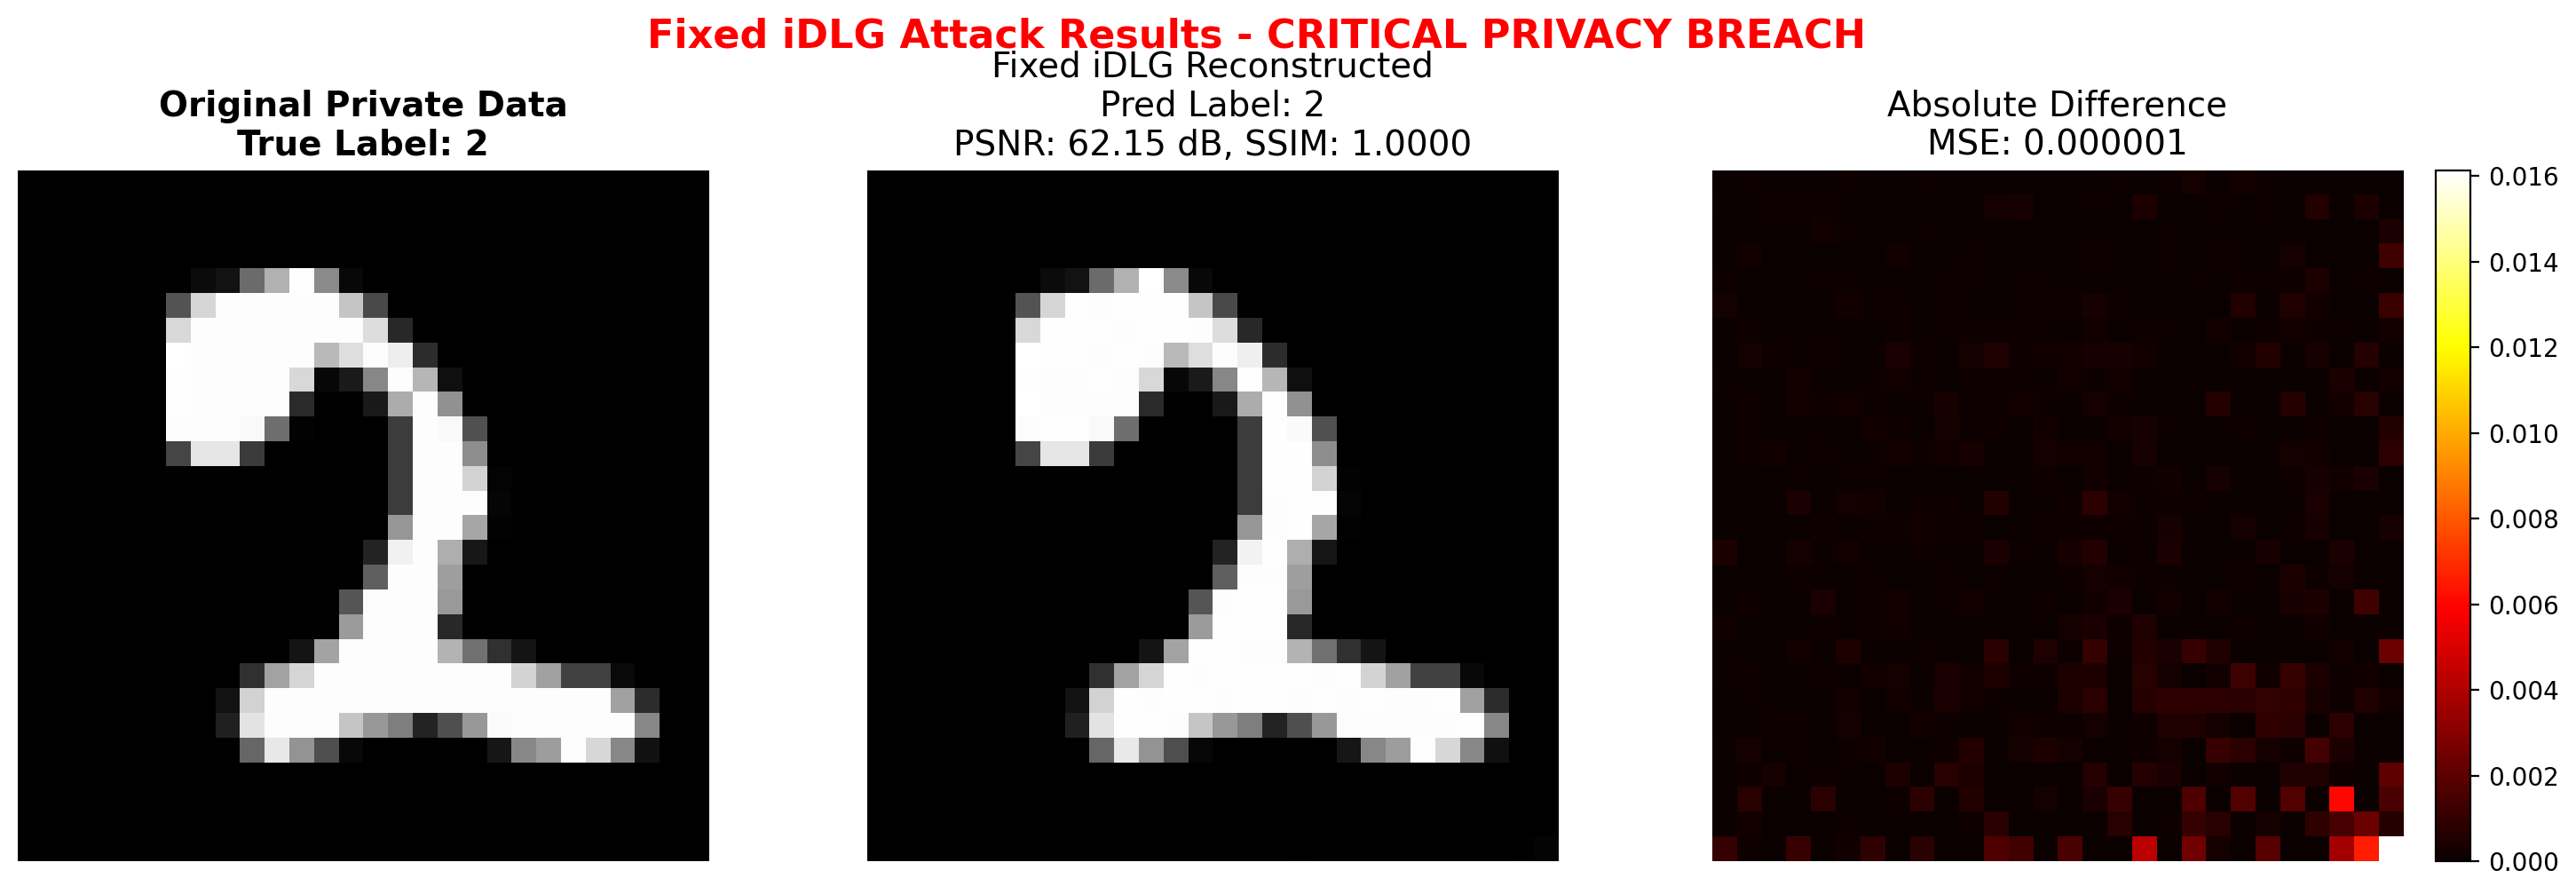 Fixed iDLG Attack Results - CRITICAL PRIVACY BREACH
Original Private Data
True Label: 2
Fixed iDLG Reconstructed
Pred Label: 2
PSNR: 62.15 dB, SSIM: 1.0000
Absolute Difference
MSE: 0.000001
0.016
0.014
0.012
0.010
0.008
0.006
0.004
0.002
0.000